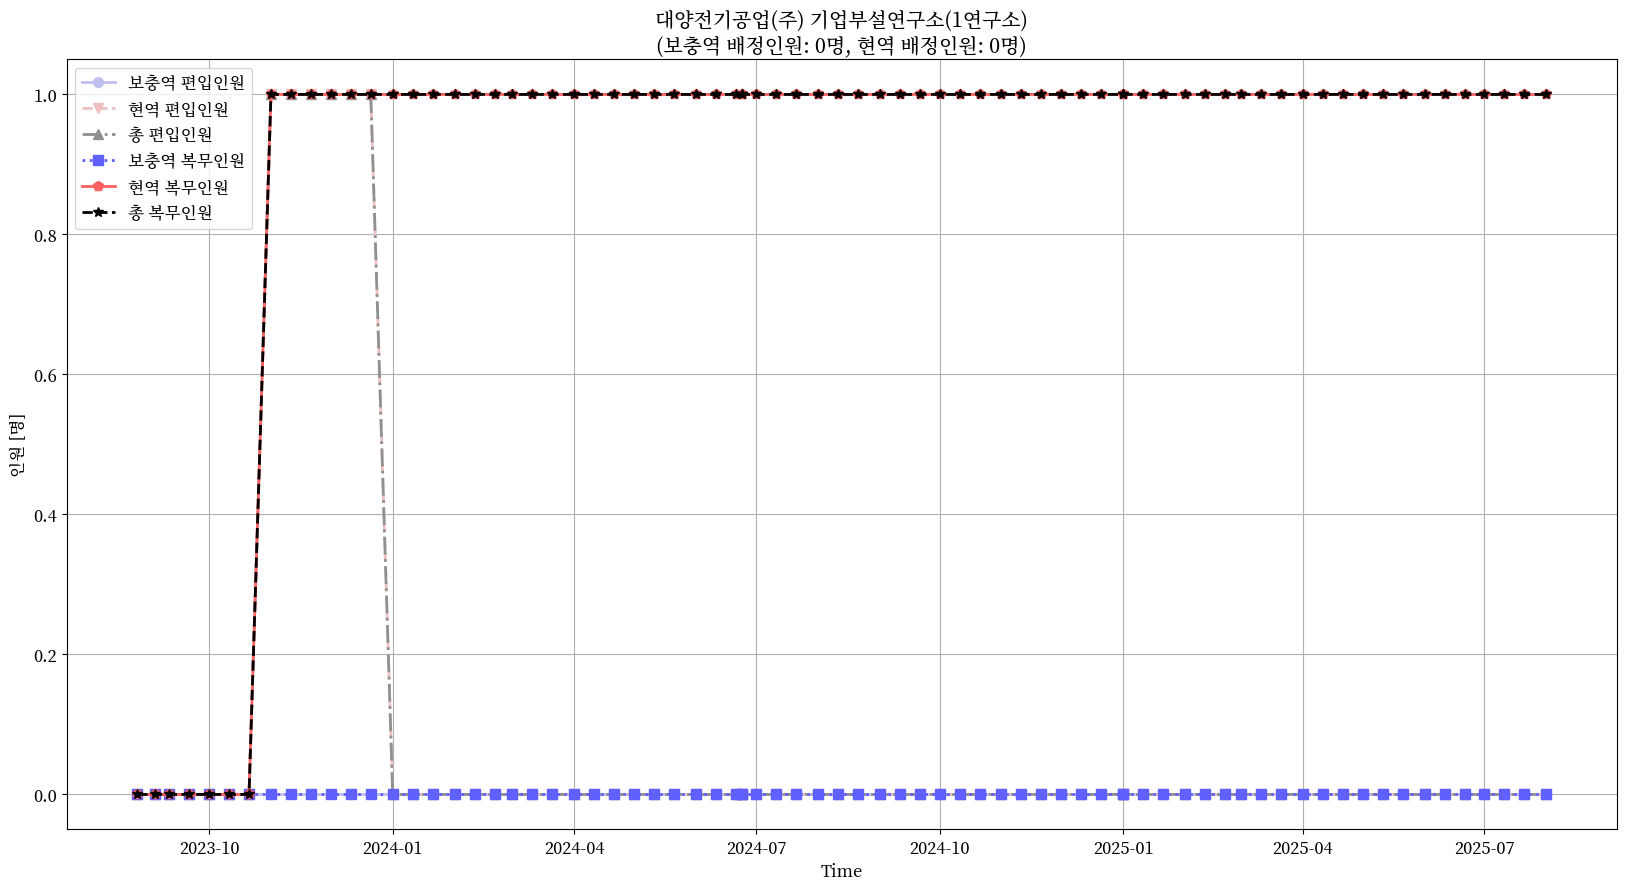 대양전기공업(주) 기업부설연구소(1연구소)
(보충역 배정인원: 0명, 현역 배정인원: 0명)
보충역 편입인원
현역 편입인원
총 편입인원
보충역 복무인원
현역 복무인원
총 복무인원
1.0
0.8
0.6
0.4
0.2
0.0
인원 [명]
2023-10
2024-01
2024-04
2024-07
2024-10
2025-01
2025-04
2025-07
Time